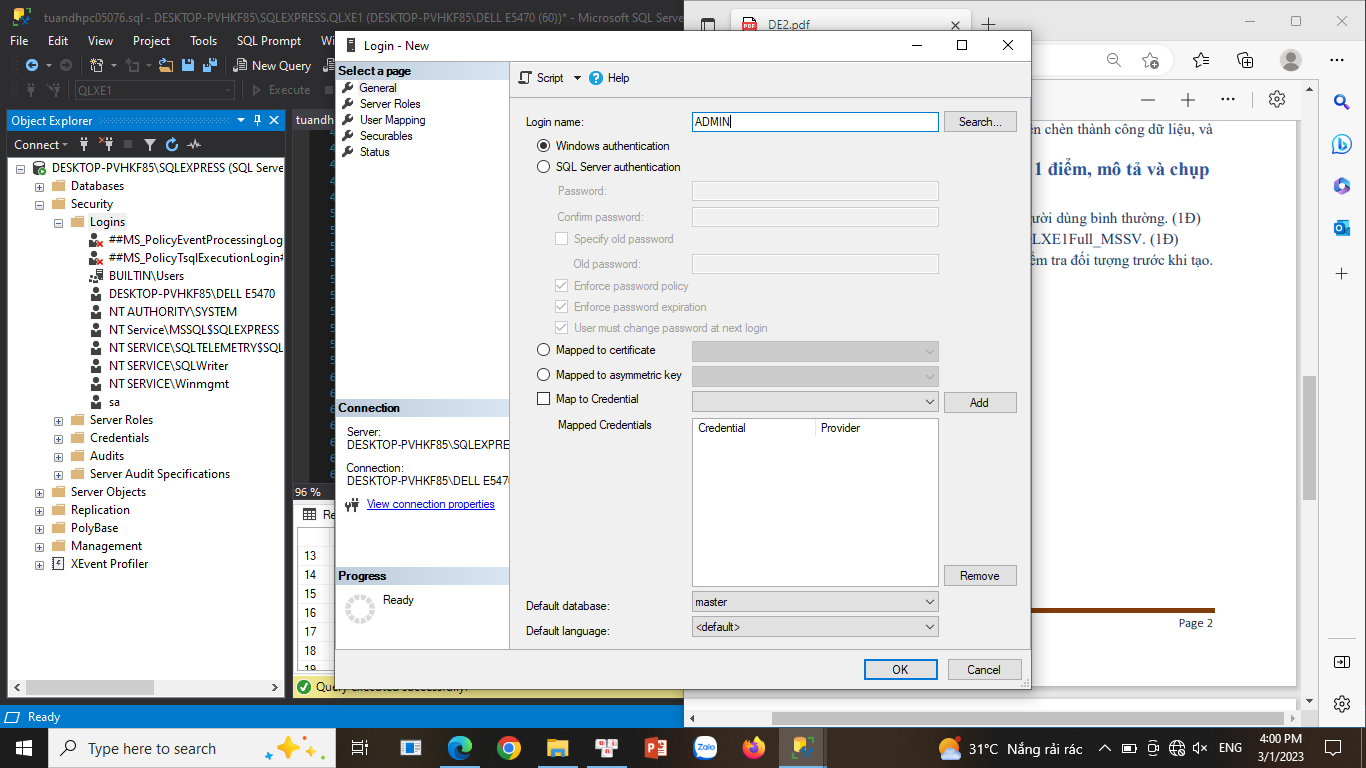 tuandhpc05076.sql - DESKTOP-PVHKF85\SQLEXPRESS.QLXE1 (DESKTOP-PVHKF85\DELL E5470 (60))* - Microsoft SQL Server
DE2.pdf
File Edit View Project Tools SQL Prompt
New Query
QLXE1
Execute
Object Explorer
Connect
DESKTOP-PVHKF85\SQLEXPRESS (SQL Serve
Databases
Security
Logins
##MS_PolicyEventProcessingLog
##MS_PolicyTsqlExecutionLogin#
BUILTIN\Users
DESKTOP-PVHKF85\DELL E5470
NT AUTHORITY\SYSTEM
NT Service\MSSQL$SQLEXPRESS
NT SERVICE\SQLTELEMETRY$SQL
NT SERVICE\SQLWriter
NT SERVICE\Winmgmt
sa
Server Roles
Credentials
Audits
Server Audit Specifications
Server Objects
Replication
PolyBase
Management
XEvent Profiler
tuandh
96 %
Re
13
14
15
16
17
18
19
Query executed successfully.
Ready
Login - New
Select a page
General
Server Roles
User Mapping
Securables
Status
Connection
Server:
DESKTOP-PVHKF85\SQLEXPRE
Connection:
DESKTOP-PVHKF85\DELL E5470
View connection properties
Progress
Ready
Script Help
Login name: ADMIN Search...
Windows authentication
SQL Server authentication
Password:
Confirm password:
Specify old password
Old password:
Enforce password policy
Enforce password expiration
User must change password at next login
Mapped to certificate
Mapped to asymmetric key
Map to Credential Add
Mapped Credentials Credential Provider
Remove
Default database: master
Default language: <default>
OK Cancel
chèn thành công dữ liệu, và
1 điểm, mô tả và chụp
ười dùng bình thường. (1Đ)
LXE1Full_MSSV. (1Đ)
ểm tra đối tượng trước khi tạo.
Page 2
Type here to search
31°C Nắng rải rác
ENG
4:00 PM
3/1/2023